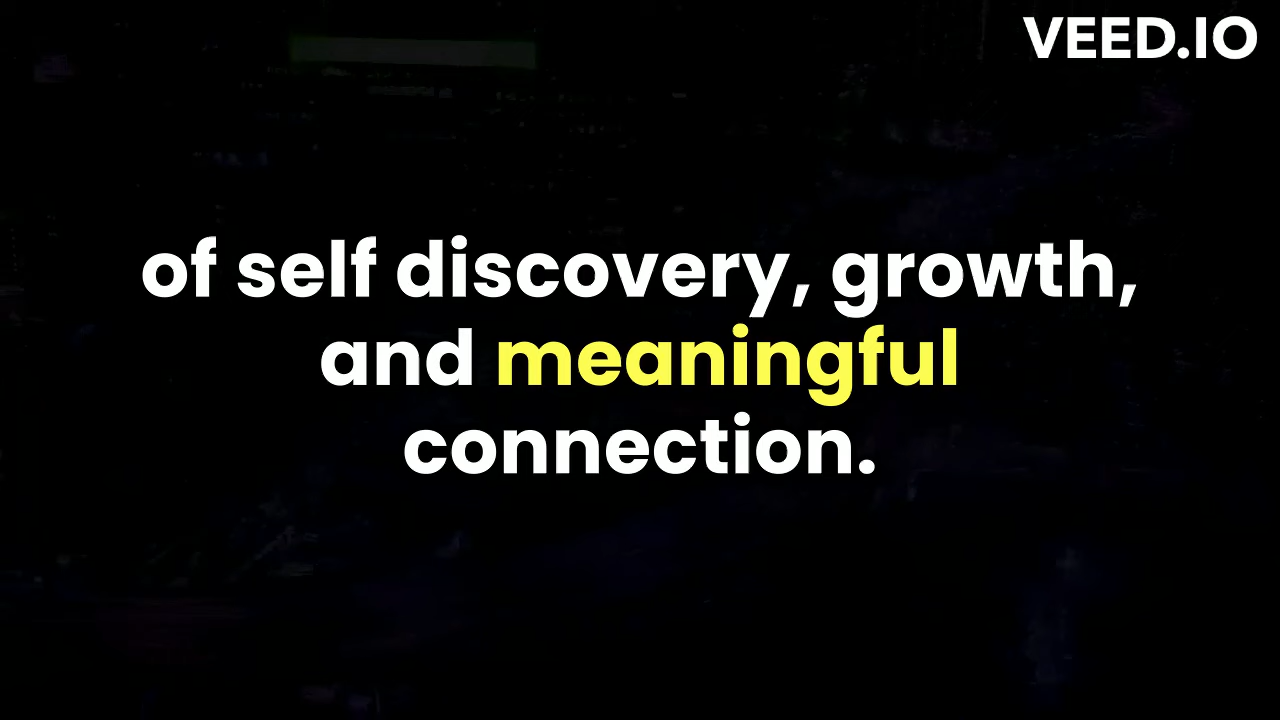 VEED.IO
of self discovery, growth,
and meaningful
connection.